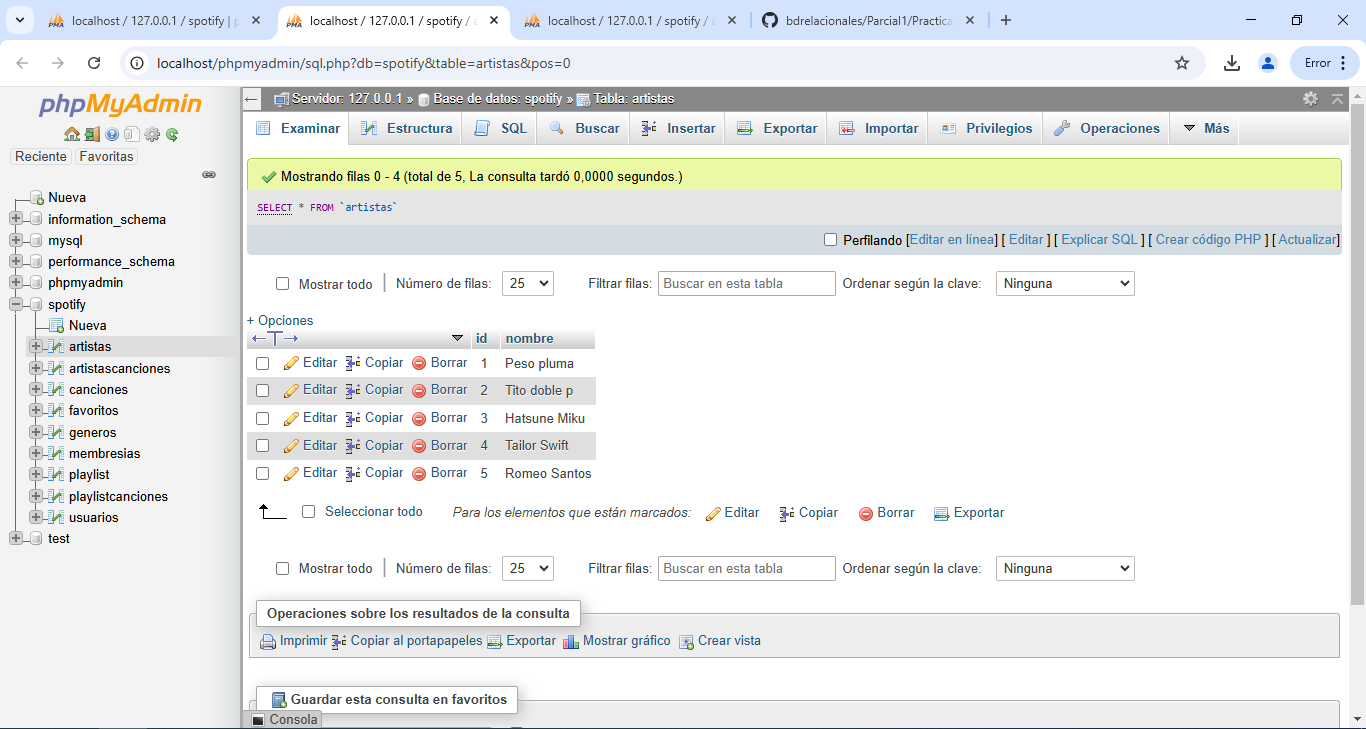 localhost / 127.0.0.1 / spotify | p
localhost / 127.0.0.1 / spotify / a
localhost / 127.0.0.1 / spotify / a
bdrelacionales/Parcial1/Practica
localhost/phpmyadmin/sql.php?db=spotify&table=artistas&pos=0
Error
phpMyAdmin
Reciente Favoritas
Nueva
information_schema
mysql
performance_schema
phpmyadmin
spotify
Nueva
artistas
artistascanciones
canciones
favoritos
generos
membresias
playlist
playlistcanciones
usuarios
test
Servidor: 127.0.0.1 » Base de datos: spotify » Tabla: artistas
Examinar Estructura SQL Buscar Insertar Exportar Importar Privilegios Operaciones Más
Mostrando filas 0 - 4 (total de 5, La consulta tardó 0,0000 segundos.)
SELECT * FROM `artistas`
Perfilando [Editar en línea] [ Editar ] [ Explicar SQL ] [ Crear código PHP ] [ Actualizar]
Mostrar todo | Número de filas: 25 Filtrar filas: Buscar en esta tabla Ordenar según la clave: Ninguna
+ Opciones
←T→ id nombre
Editar Copiar Borrar 1 Peso pluma
Editar Copiar Borrar 2 Tito doble p
Editar Copiar Borrar 3 Hatsune Miku
Editar Copiar Borrar 4 Tailor Swift
Editar Copiar Borrar 5 Romeo Santos
Seleccionar todo Para los elementos que están marcados: Editar Copiar Borrar Exportar
Mostrar todo | Número de filas: 25 Filtrar filas: Buscar en esta tabla Ordenar según la clave: Ninguna
Operaciones sobre los resultados de la consulta
Imprimir Copiar al portapapeles Exportar Mostrar gráfico Crear vista
Guardar esta consulta en favoritos
Consola